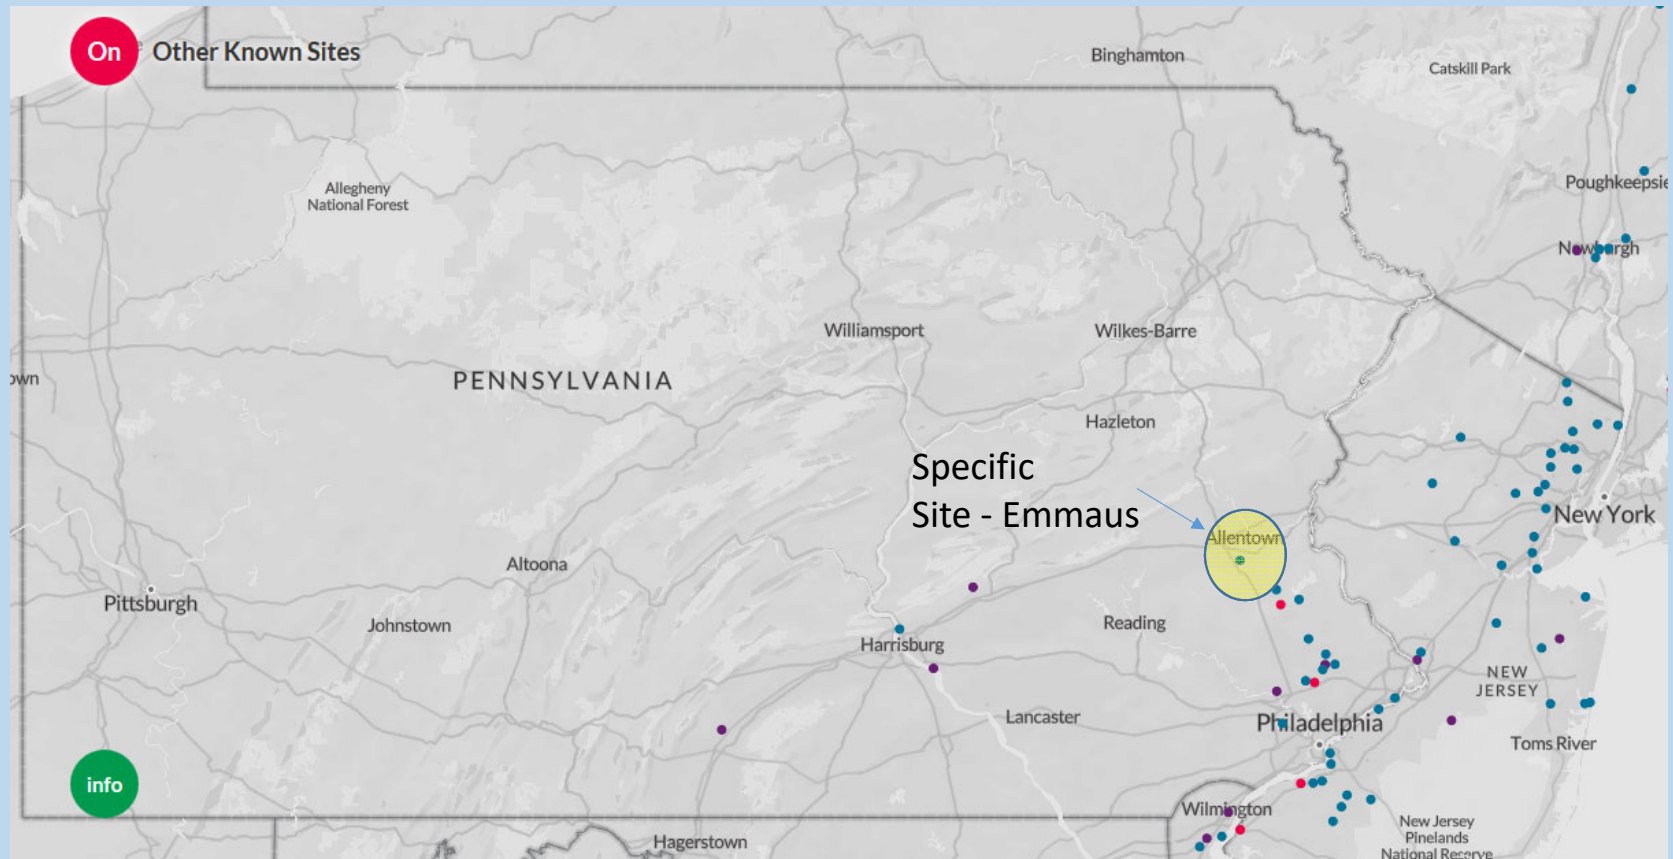 On
Other Known Sites
Binghamton
Catskill Park
Allegheny
National Forest
Poughkeepsie
Newburgh
Williamsport
Wilkes-Barre
own
PENNSYLVANIA
Hazleton
Specific
Site - Emmaus
New York
Allentown
Altoona
Pittsburgh
Johnstown
Reading
Harrisburg
NEW
JERSEY
Lancaster
Philadelphia
Toms River
info
Wilmington
New Jersey
Pinelands
National Reserve
Hagerstown